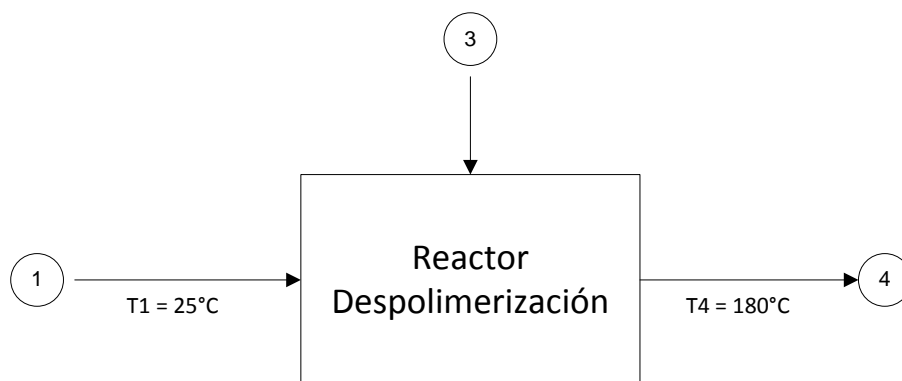 3
Reactor
Despolimerización
1
4
T1 = 25°C
T4 = 180°C